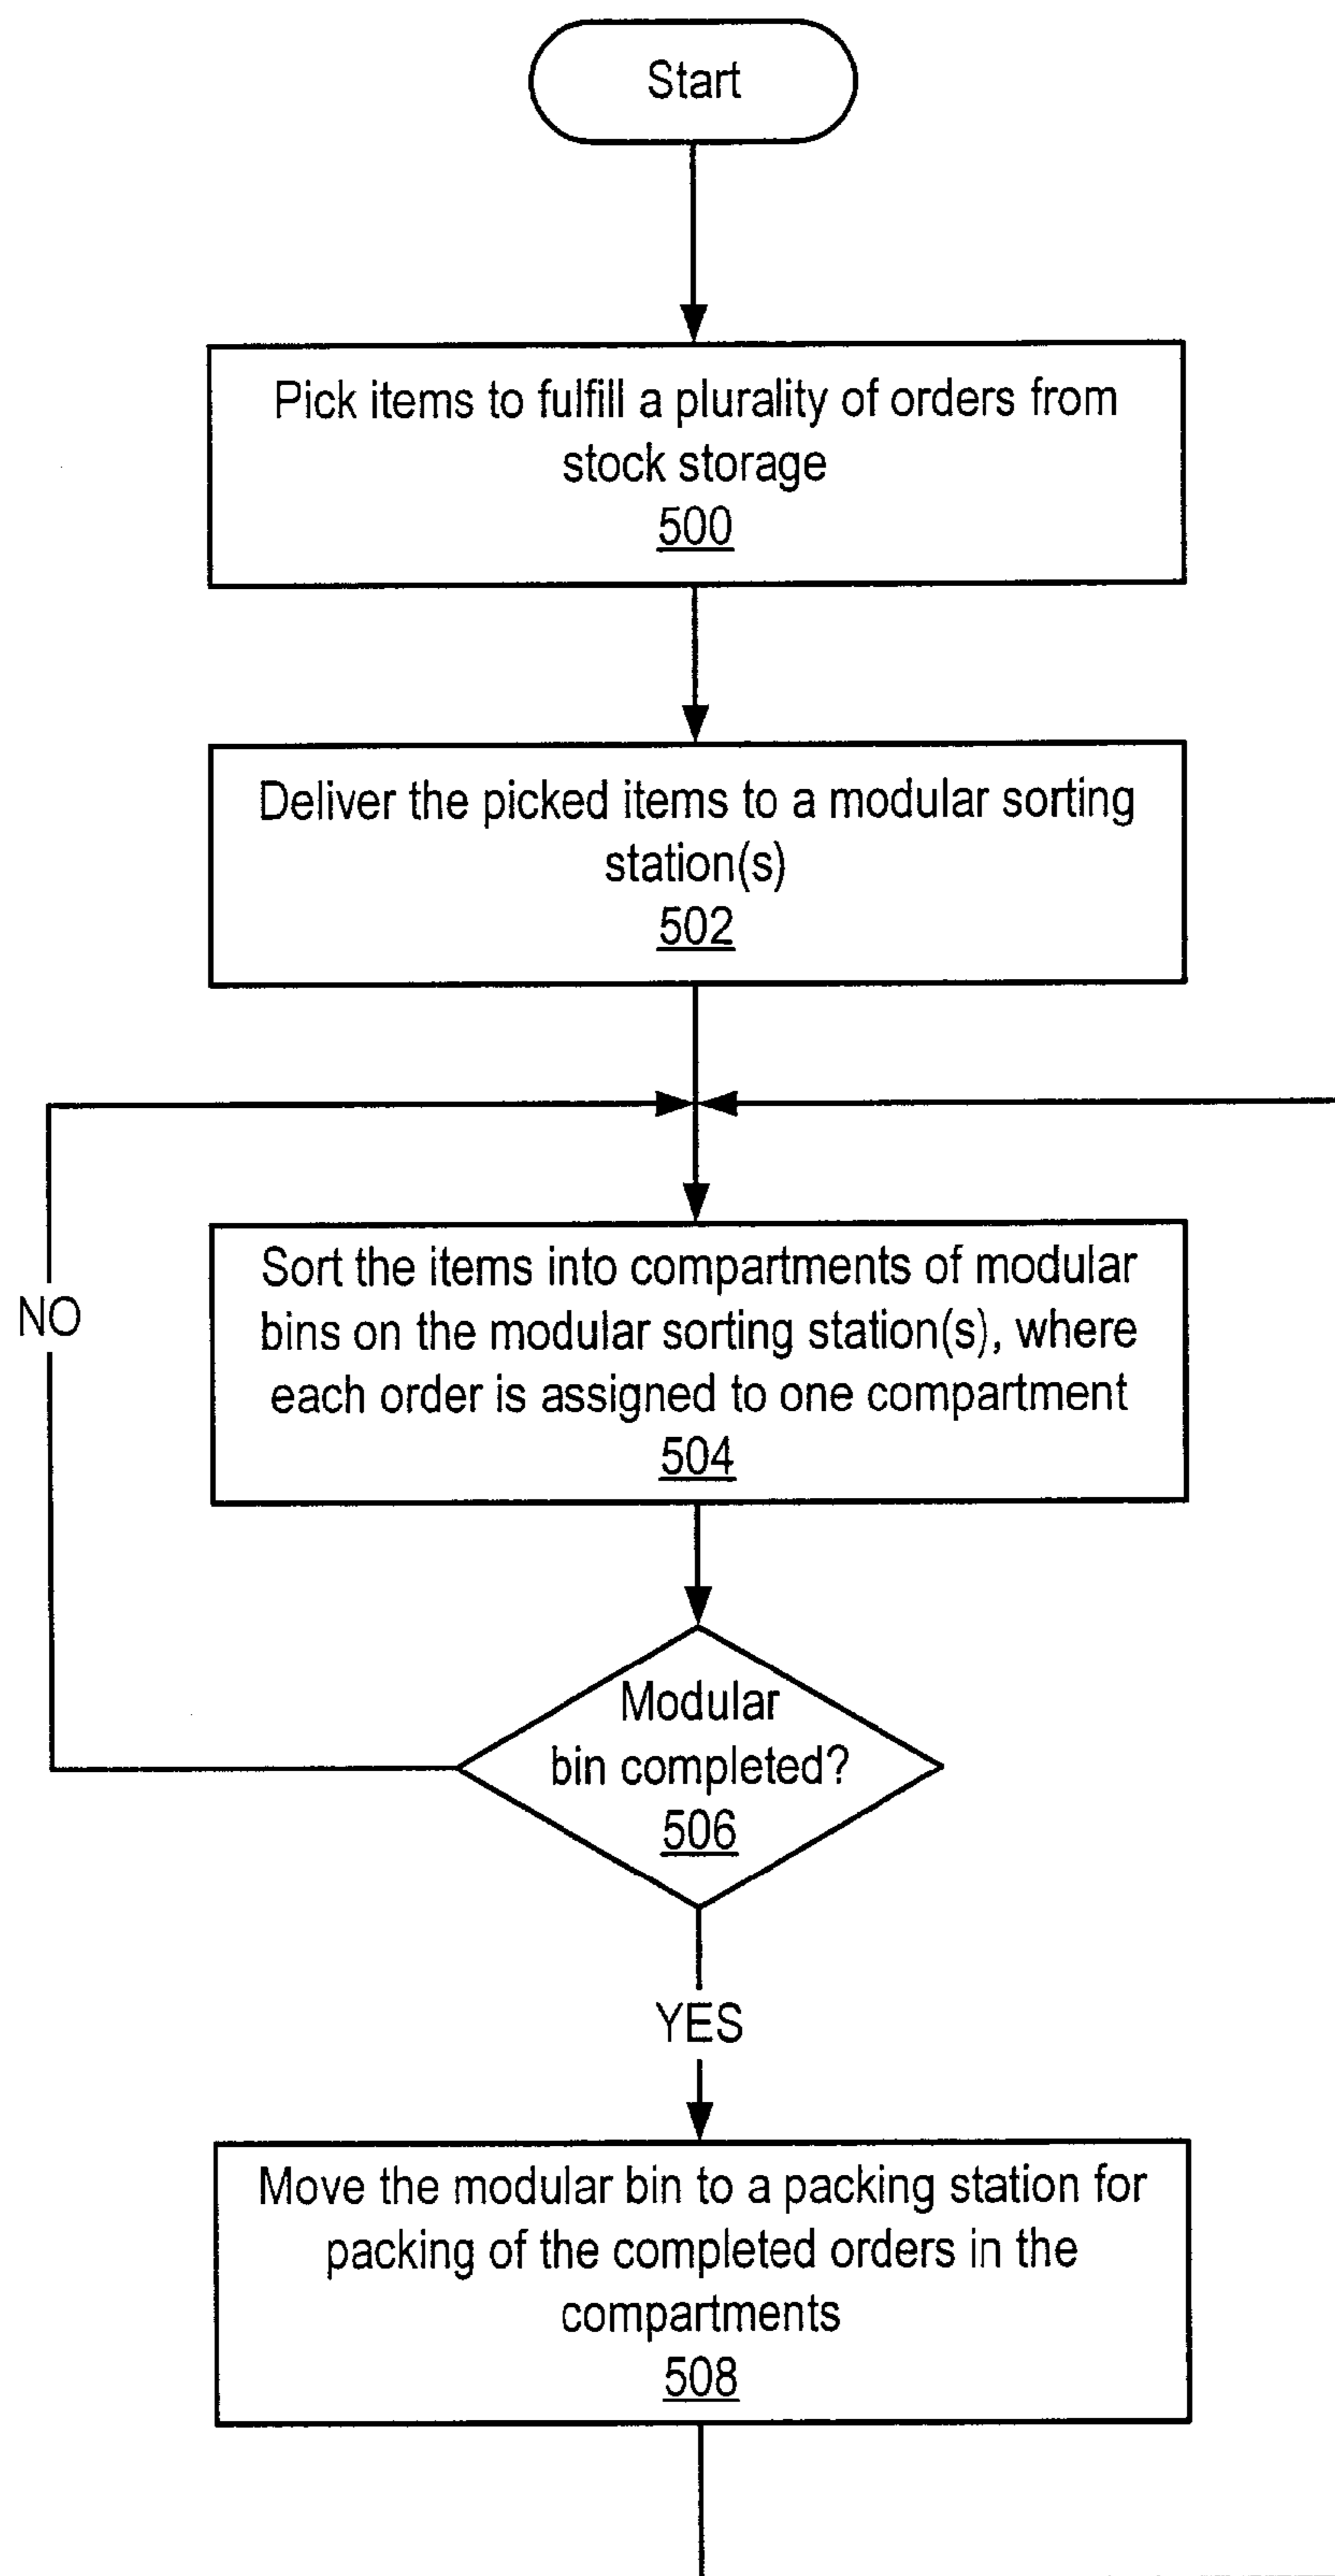 Start
Pick items to fulfill a plurality of orders from
stock storage
500
Deliver the picked items to a modular sorting
station(s)
502
Sort the items into compartments of modular
bins on the modular sorting station(s), where
each order is assigned to one compartment
504
NO
Modular
bin completed?
506
YES
Move the modular bin to a packing station for
packing of the completed orders in the
compartments
508